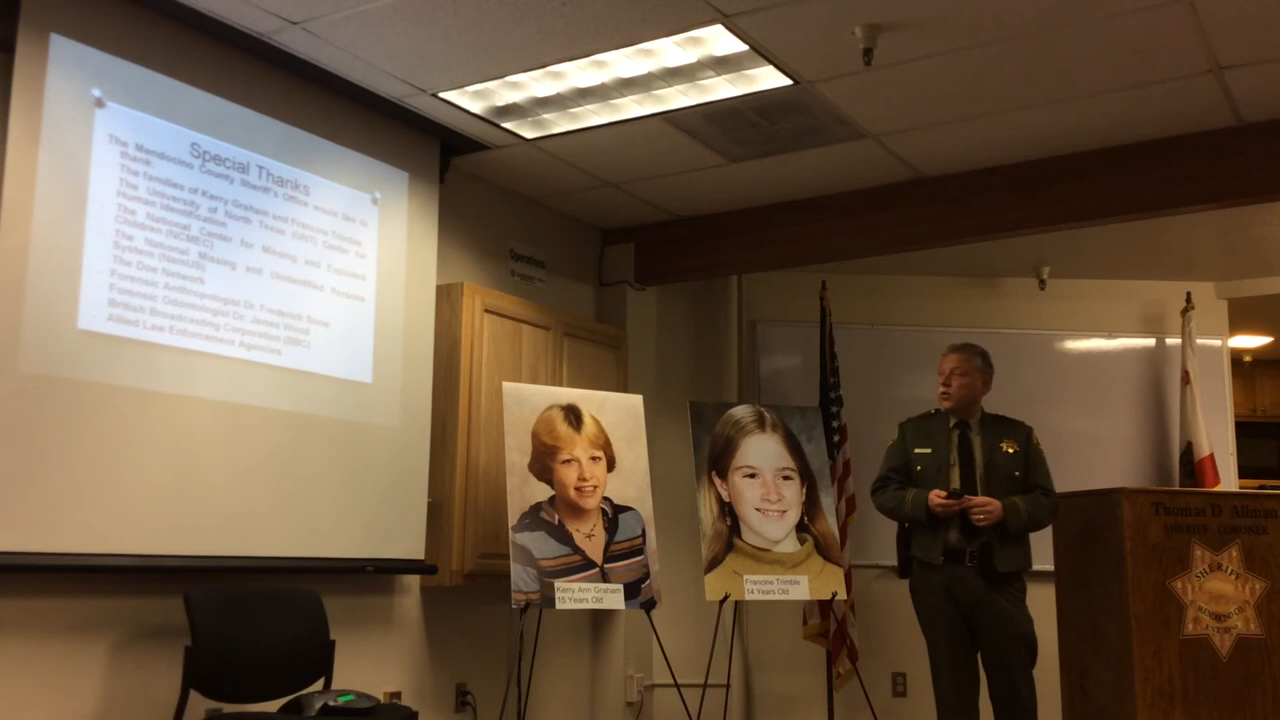 Special Thanks
The Mendocino County Sheriff's Office would like to
thank:
The families of Kerry Graham and Francine Trimble
The University of North Texas (UNT) Center for
Human Identification
The National Center for Missing and Exploited
Children (NCMEC)
The National Missing and Unidentified Persons
System (NamUS)
The Doe Network
Forensic Anthropologist Dr. Frederick Snow
Forensic Odontologist Dr. James Wood
British Broadcasting Corporation (BBC)
Allied Law Enforcement Agencies
Operations
Kerry Ann Graham
15 Years Old
Francine Trimble
14 Years Old
Thomas D. Allman
SHERIFF - CORONER
SHERIFF
MENDOCINO CO.
EST. 1850